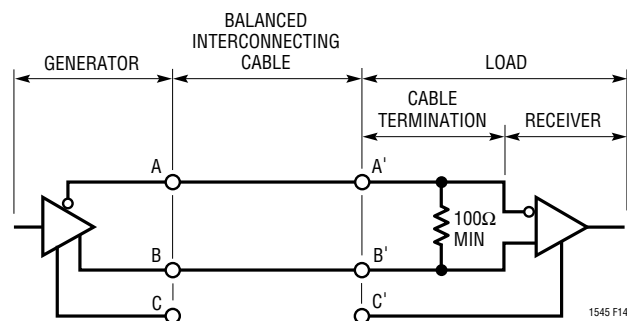 BALANCED
INTERCONNECTING
CABLE
GENERATOR
LOAD
CABLE
TERMINATION
RECEIVER
A
A'
100Ω
MIN
B
B'
C
C'
1545 F14